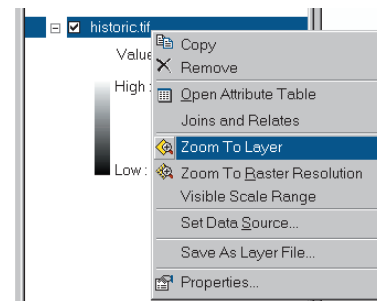 historic.tif
Value
High :
Low :
Copy
Remove
Open Attribute Table
Joins and Relates
Zoom To Layer
Zoom To Raster Resolution
Visible Scale Range
Set Data Source...
Save As Layer File...
Properties...